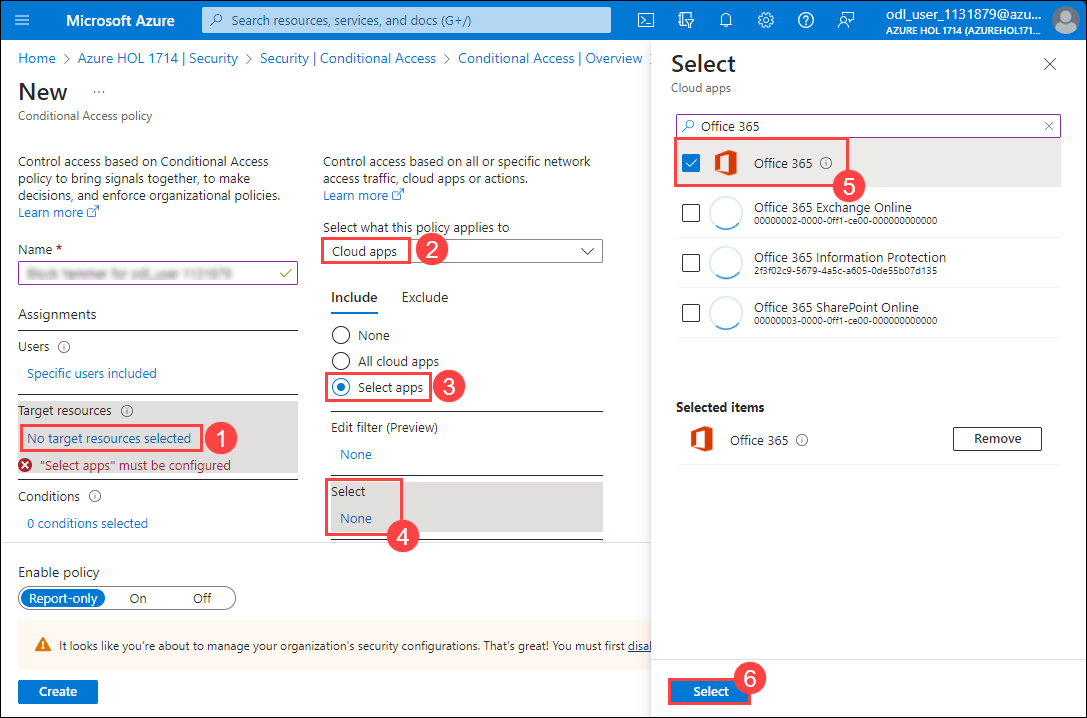 Microsoft Azure
Search resources, services, and docs (G+/)
odl_user_1131879@azu...
AZURE HOL 1714 (AZUREHOL171...
Home > Azure HOL 1714 | Security > Security | Conditional Access > Conditional Access | Overview
New ...
Conditional Access policy
Control access based on Conditional Access
policy to bring signals together, to make
decisions, and enforce organizational policies.
Learn more
Name *
Assignments
Users
Specific users included
Target resources
No target resources selected
1
"Select apps" must be configured
Conditions
0 conditions selected
Control access based on all or specific network
access traffic, cloud apps or actions.
Learn more
Select what this policy applies to
Cloud apps
2
Include Exclude
None
All cloud apps
Select apps
3
Edit filter (Preview)
None
Select
None
4
Enable policy
Report-only On Off
It looks like you're about to manage your organization's security configurations. That's great! You must first disal
Create
Select
Cloud apps
Office 365
Office 365
5
Office 365 Exchange Online
00000002-0000-0ff1-ce00-000000000000
Office 365 Information Protection
2f3f02c9-5679-4a5c-a605-0de55b07d135
Office 365 SharePoint Online
00000003-0000-0ff1-ce00-000000000000
Selected items
Office 365
Remove
Select
6